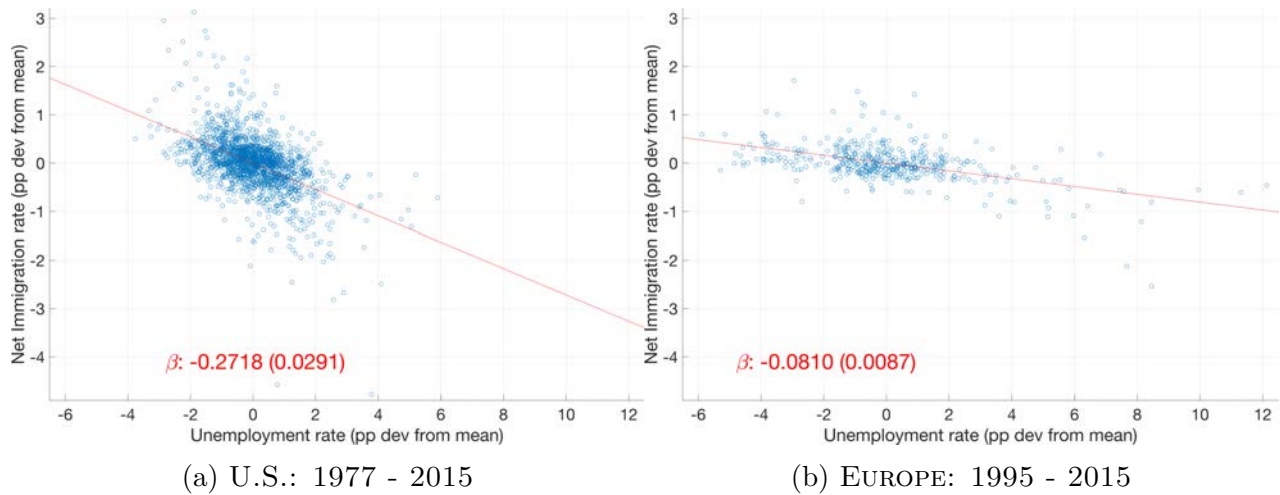 Net Immigration rate (pp dev from mean)
3
2
1
0
-1
-2
-3
-4
β: -0.2718 (0.0291)
-6 -4 -2 0 2 4 6 8 10 12
Unemployment rate (pp dev from mean)
(a) U.S.: 1977 - 2015
Net Immigration rate (pp dev from mean)
3
2
1
0
-1
-2
-3
-4
β: -0.0810 (0.0087)
-6 -4 -2 0 2 4 6 8 10 12
Unemployment rate (pp dev from mean)
(b) EUROPE: 1995 - 2015